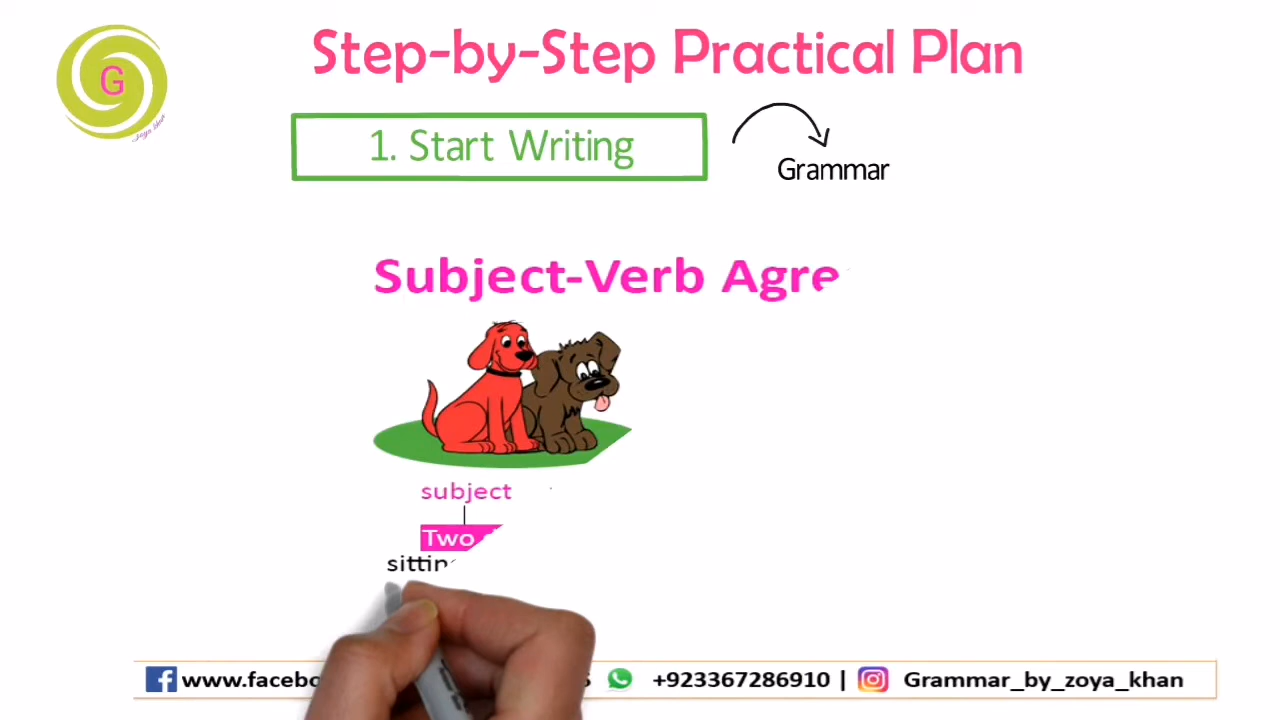 G
Step-by-Step Practical Plan
1. Start Writing
Grammar
Subject-Verb Agre
subject
Two
sittin
www.facebo
+923367286910 |
Grammar_by_zoya_khan